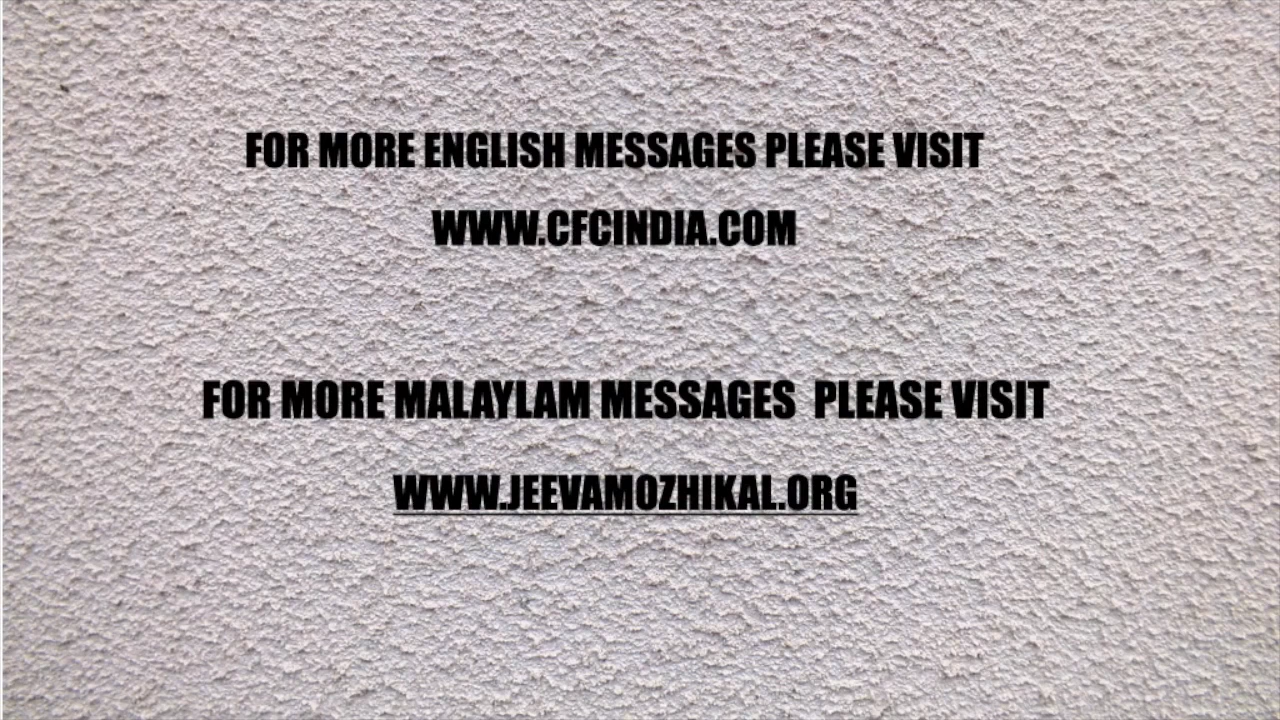 FOR MORE ENGLISH MESSAGES PLEASE VISIT
WWW.CFCINDIA.COM
FOR MORE MALAYLAM MESSAGES PLEASE VISIT
WWW.JEEVAMOZHIKAL.ORG